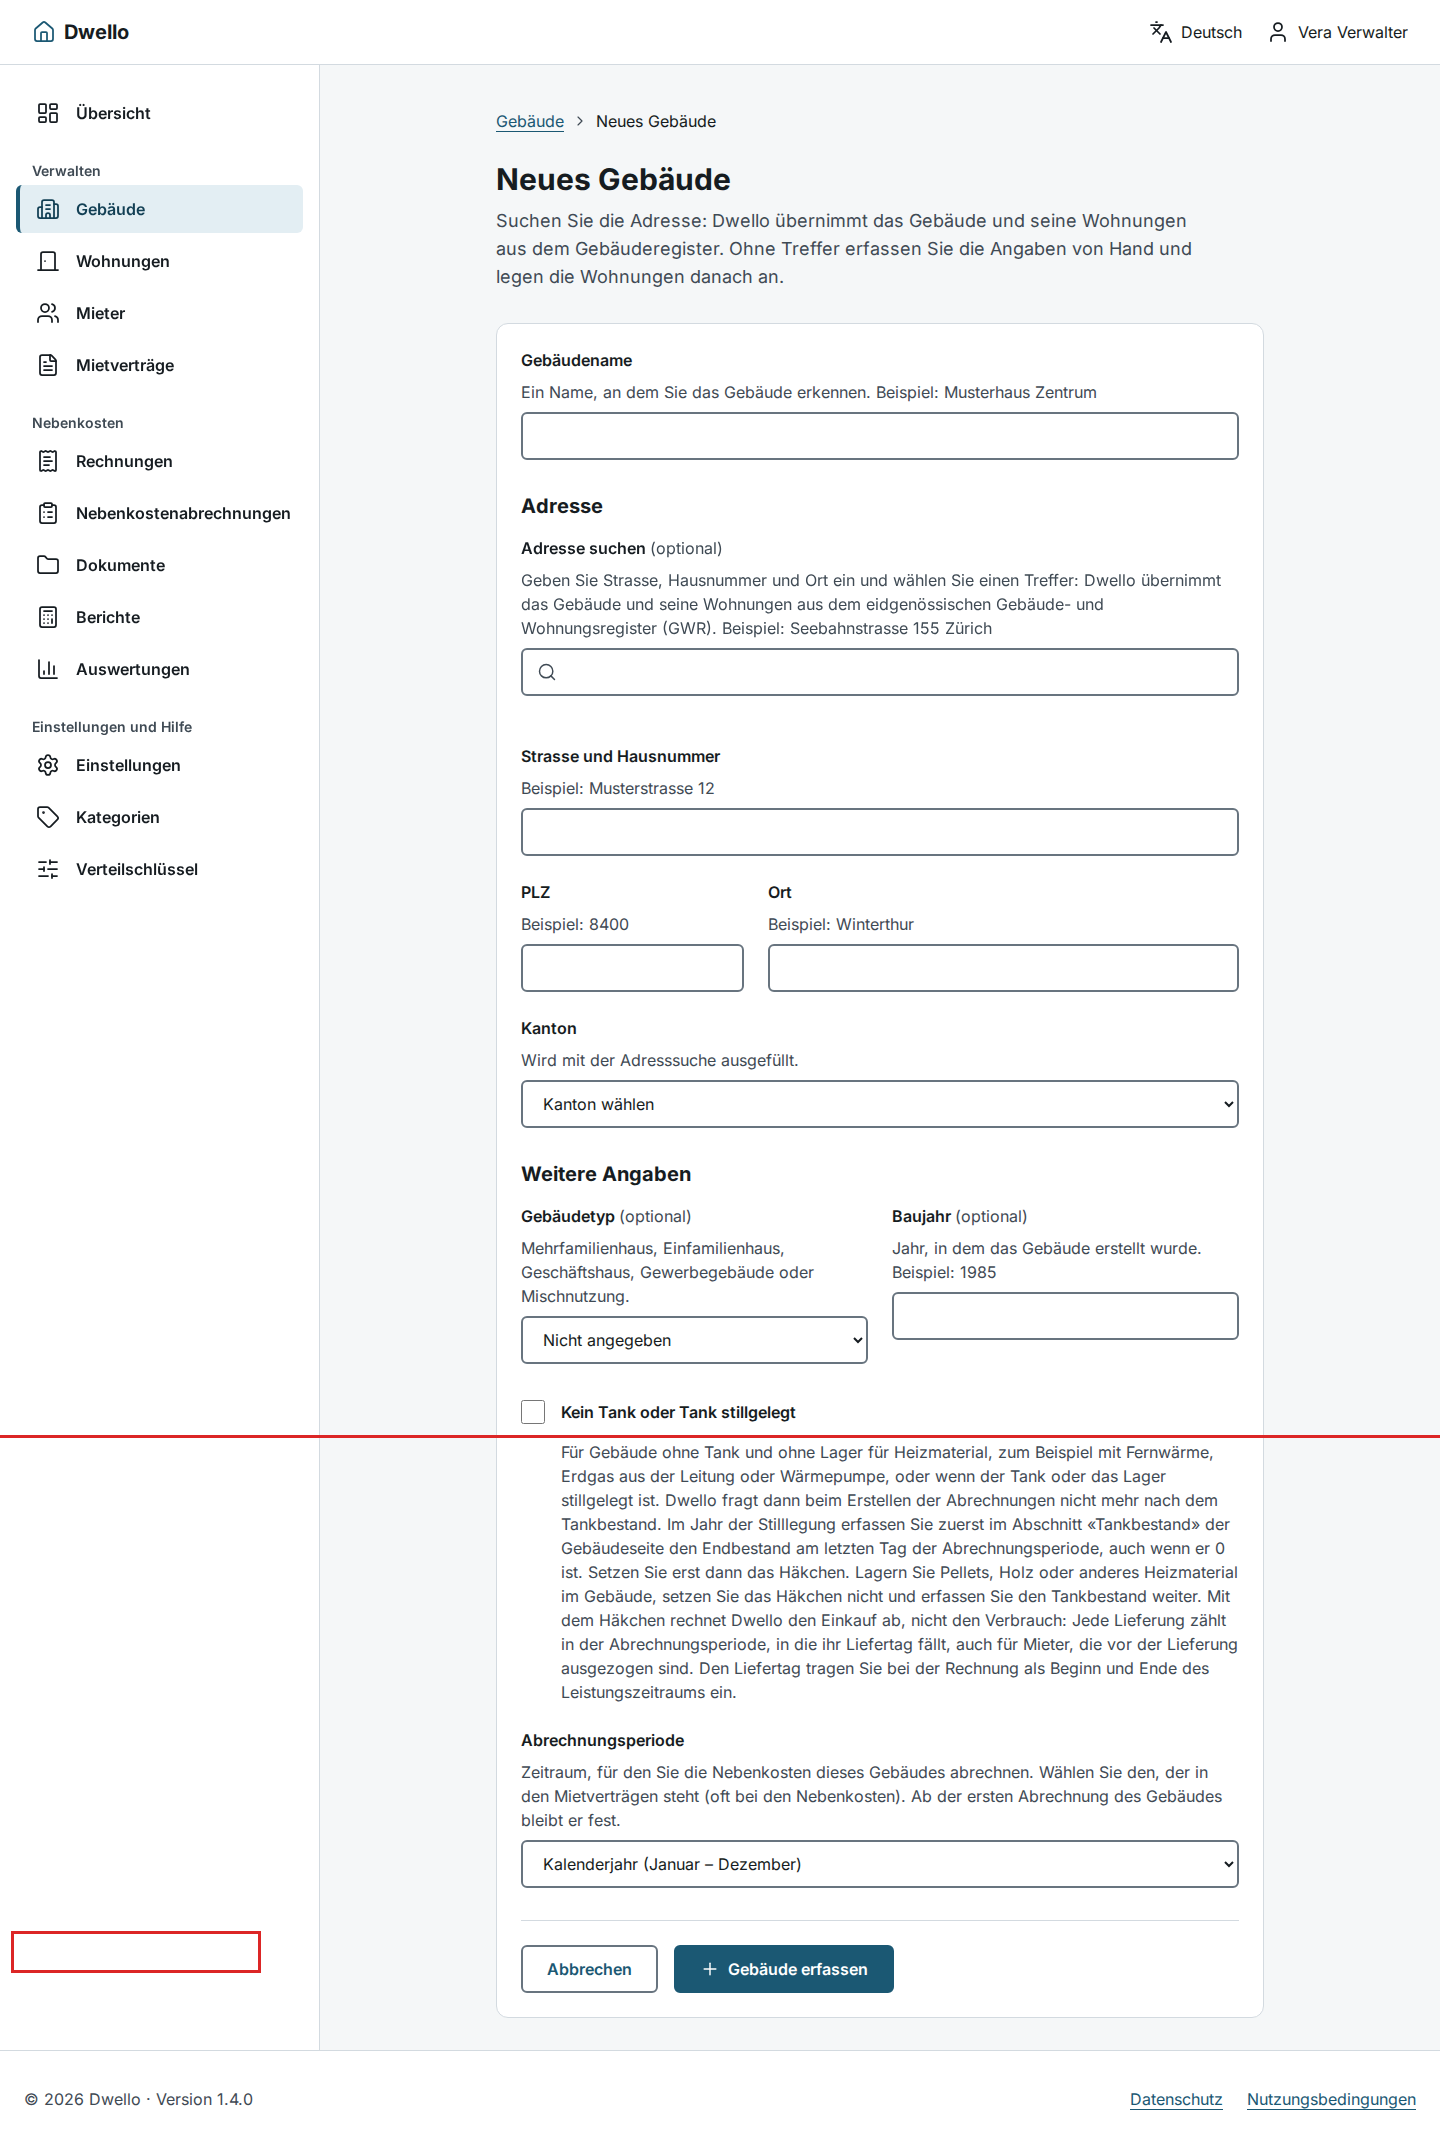 Dwello
Deutsch
Vera Verwalter
Übersicht
Verwalten
Gebäude
Wohnungen
Mieter
Mietverträge
Nebenkosten
Rechnungen
Nebenkostenabrechnungen
Dokumente
Berichte
Auswertungen
Einstellungen und Hilfe
Einstellungen
Kategorien
Verteilschlüssel
Gebäude
Neues Gebäude
Neues Gebäude
Suchen Sie die Adresse: Dwello übernimmt das Gebäude und seine Wohnungen
aus dem Gebäuderegister. Ohne Treffer erfassen Sie die Angaben von Hand und
legen die Wohnungen danach an.
Gebäudename
Ein Name, an dem Sie das Gebäude erkennen. Beispiel: Musterhaus Zentrum
Adresse
Adresse suchen (optional)
Geben Sie Strasse, Hausnummer und Ort ein und wählen Sie einen Treffer: Dwello übernimmt
das Gebäude und seine Wohnungen aus dem eidgenössischen Gebäude- und
Wohnungsregister (GWR). Beispiel: Seebahnstrasse 155 Zürich
Strasse und Hausnummer
Beispiel: Musterstrasse 12
PLZ
Beispiel: 8400
Ort
Beispiel: Winterthur
Kanton
Wird mit der Adresssuche ausgefüllt.
Kanton wählen
Weitere Angaben
Gebäudetyp (optional)
Mehrfamilienhaus, Einfamilienhaus,
Geschäftshaus, Gewerbegebäude oder
Mischnutzung.
Nicht angegeben
Baujahr (optional)
Jahr, in dem das Gebäude erstellt wurde.
Beispiel: 1985
Kein Tank oder Tank stillgelegt
Für Gebäude ohne Tank und ohne Lager für Heizmaterial, zum Beispiel mit Fernwärme,
Erdgas aus der Leitung oder Wärmepumpe, oder wenn der Tank oder das Lager
stillgelegt ist. Dwello fragt dann beim Erstellen der Abrechnungen nicht mehr nach dem
Tankbestand. Im Jahr der Stilllegung erfassen Sie zuerst im Abschnitt «Tankbestand» der
Gebäudeseite den Endbestand am letzten Tag der Abrechnungsperiode, auch wenn er 0
ist. Setzen Sie erst dann das Häkchen. Lagern Sie Pellets, Holz oder anderes Heizmaterial
im Gebäude, setzen Sie das Häkchen nicht und erfassen Sie den Tankbestand weiter. Mit
dem Häkchen rechnet Dwello den Einkauf ab, nicht den Verbrauch: Jede Lieferung zählt
in der Abrechnungsperiode, in die ihr Liefertag fällt, auch für Mieter, die vor der Lieferung
ausgezogen sind. Den Liefertag tragen Sie bei der Rechnung als Beginn und Ende des
Leistungszeitraums ein.
Abrechnungsperiode
Zeitraum, für den Sie die Nebenkosten dieses Gebäudes abrechnen. Wählen Sie den, der in
den Mietverträgen steht (oft bei den Nebenkosten). Ab der ersten Abrechnung des Gebäudes
bleibt er fest.
Kalenderjahr (Januar – Dezember)
Abbrechen
Gebäude erfassen
© 2026 Dwello · Version 1.4.0
Datenschutz
Nutzungsbedingungen